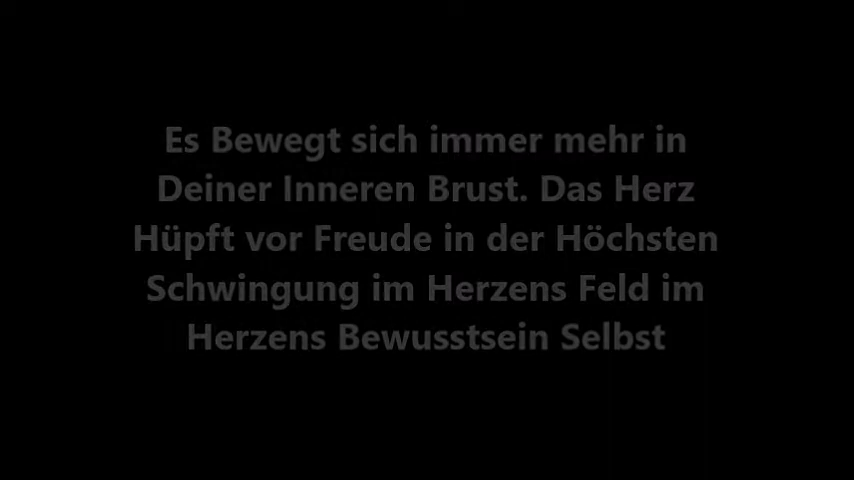 Es Bewegt sich immer mehr in
Deiner Inneren Brust. Das Herz
Hüpft vor Freude in der Höchsten
Schwingung im Herzens Feld im
Herzens Bewusstsein Selbst